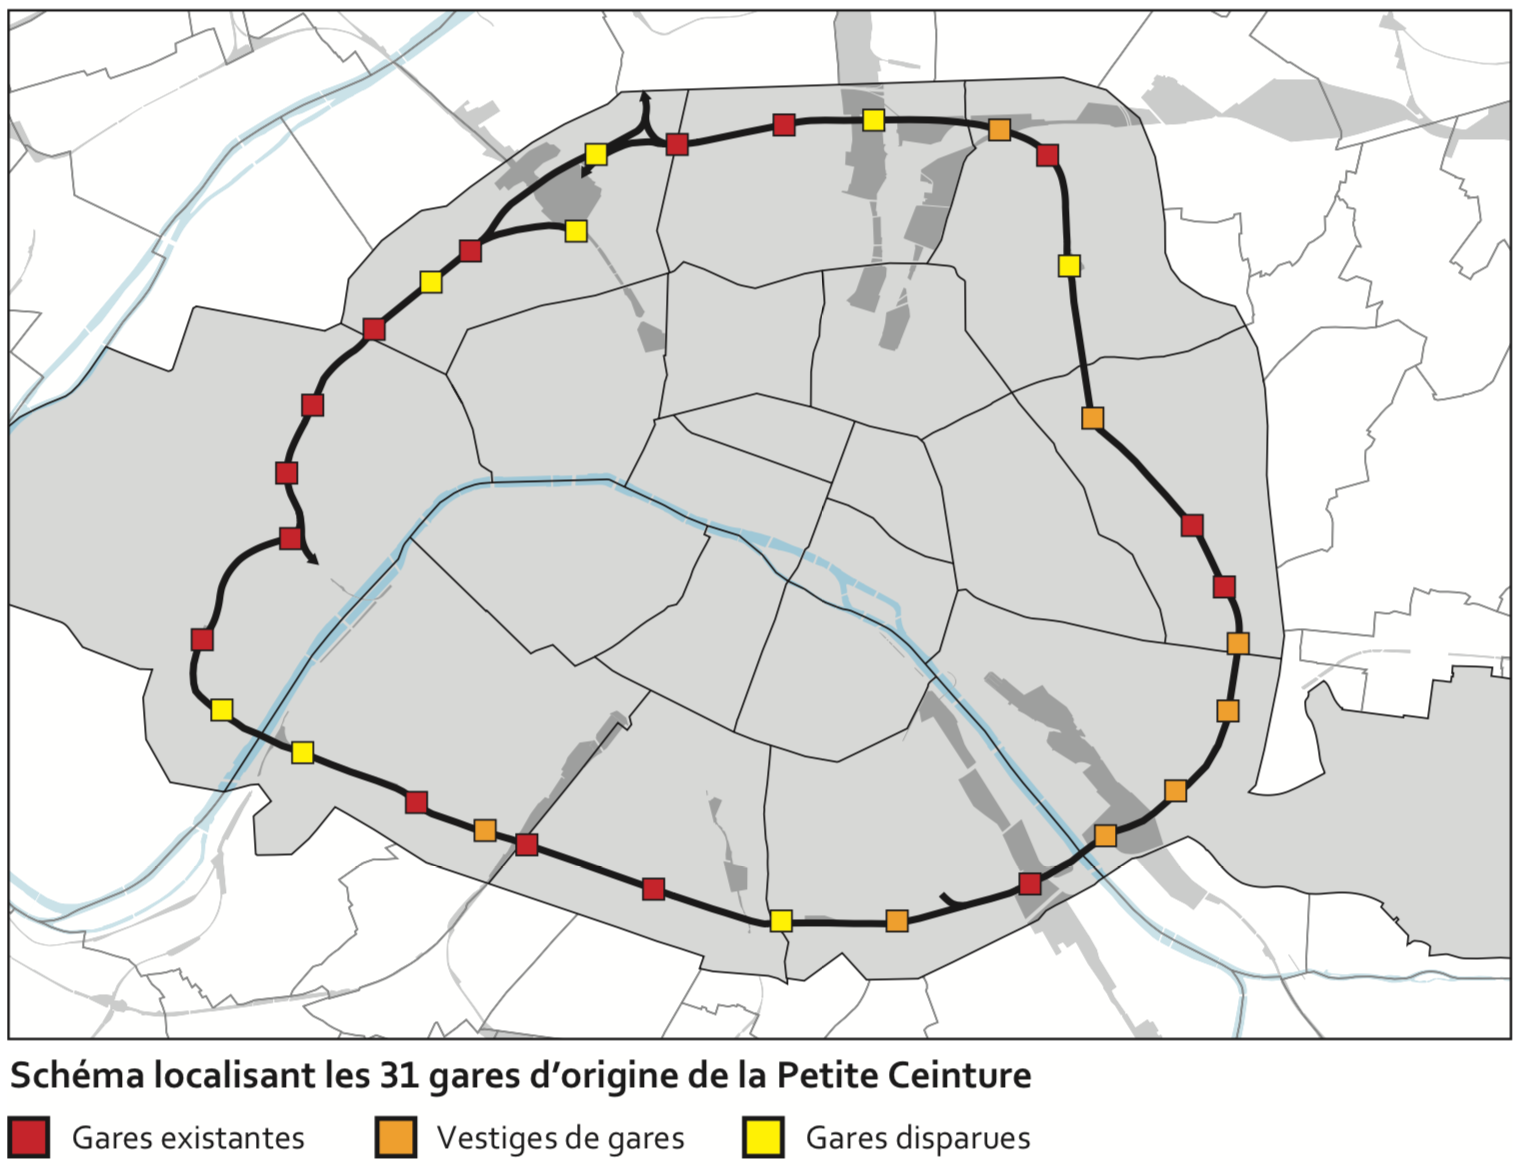 Schéma localisant les 31 gares d’origine de la Petite Ceinture
Gares existantes
Vestiges de gares
Gares disparues